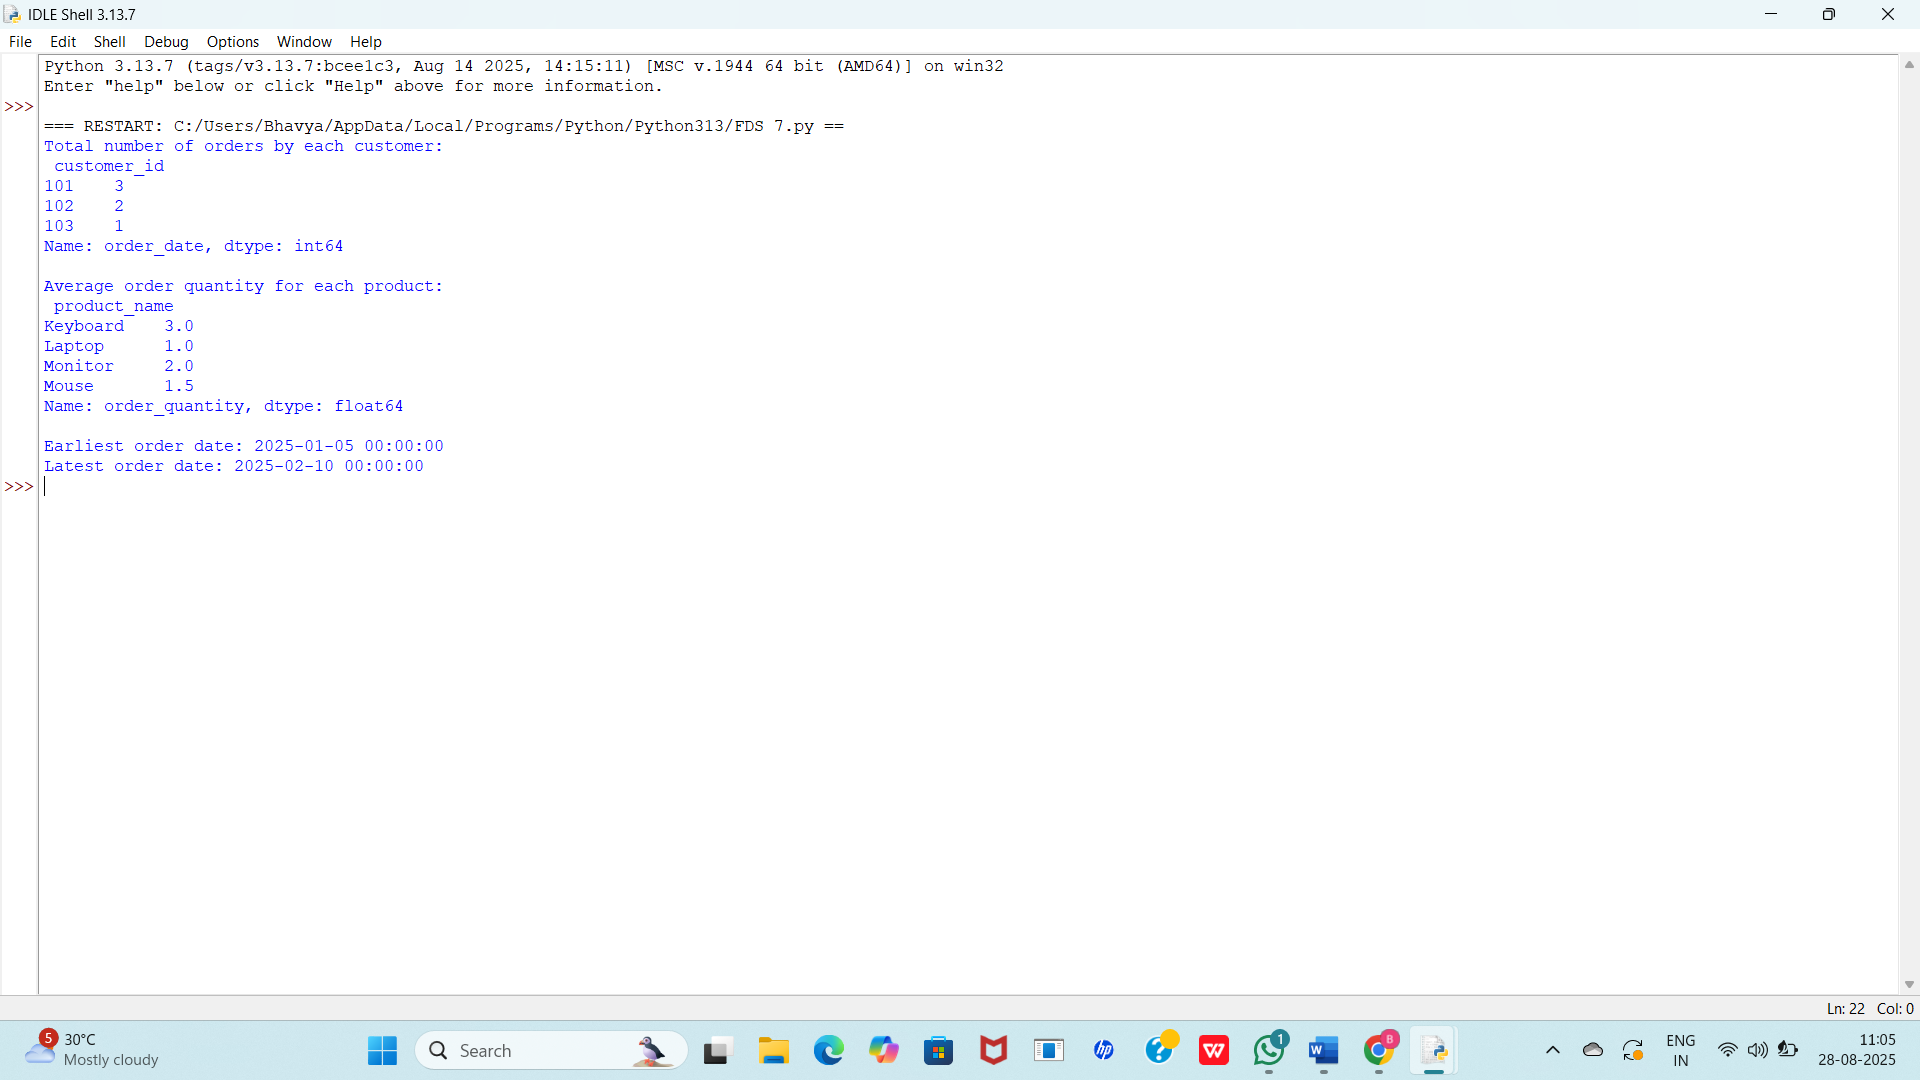 IDLE Shell 3.13.7
File Edit Shell Debug Options Window Help
Python 3.13.7 (tags/v3.13.7:bcee1c3, Aug 14 2025, 14:15:11) [MSC v.1944 64 bit (AMD64)] on win32
Enter "help" below or click "Help" above for more information.
>>>
=== RESTART: C:/Users/Bhavya/AppData/Local/Programs/Python/Python313/FDS 7.py ==
Total number of orders by each customer:
 customer_id
101    3
102    2
103    1
Name: order_date, dtype: int64

Average order quantity for each product:
 product_name
Keyboard    3.0
Laptop      1.0
Monitor     2.0
Mouse       1.5
Name: order_quantity, dtype: float64

Earliest order date: 2025-01-05 00:00:00
Latest order date: 2025-02-10 00:00:00
>>>
Ln: 22 Col: 0
5
30°C
Mostly cloudy
Search
hp
?
W
1
W
B
ENG
IN
11:05
28-08-2025